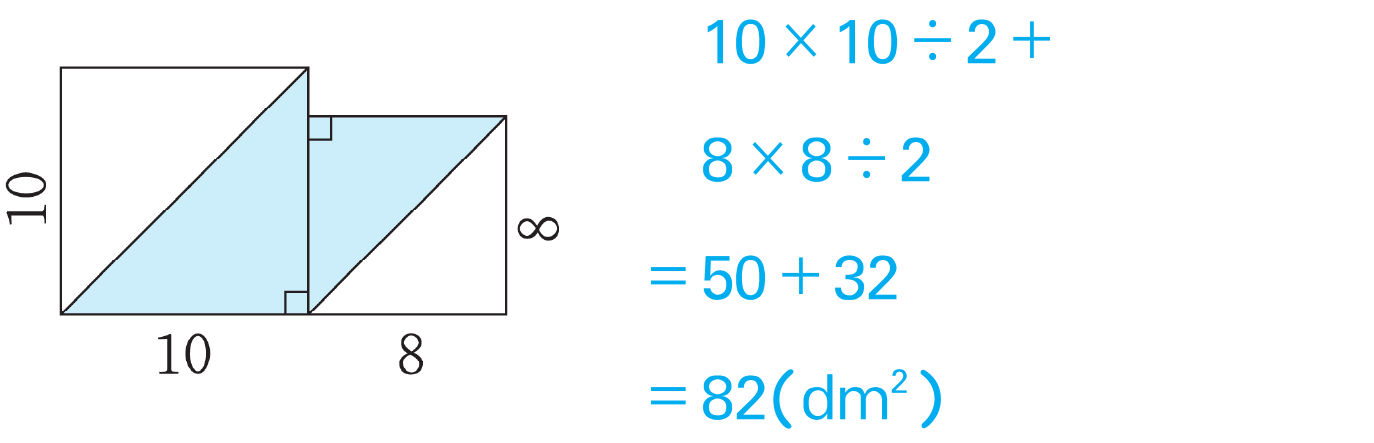 10 × 10 ÷ 2 +
8 × 8 ÷ 2
= 50 + 32
= 82(dm²)
10
8
10
8